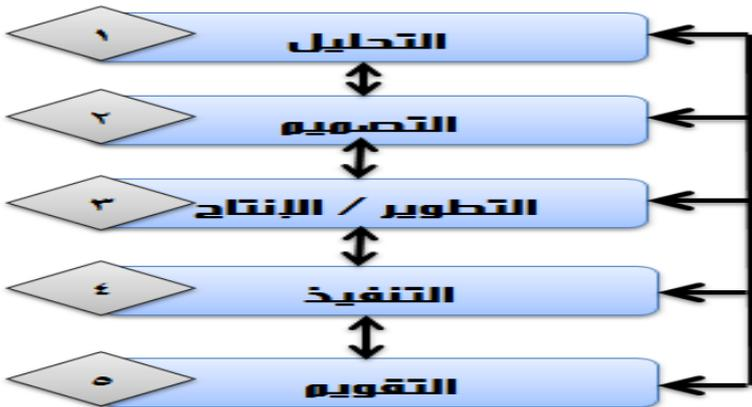 ١ التحليل
٢ التصميم
٣ التطوير / الإنتاج
٤ التنفيذ
٥ التقويم